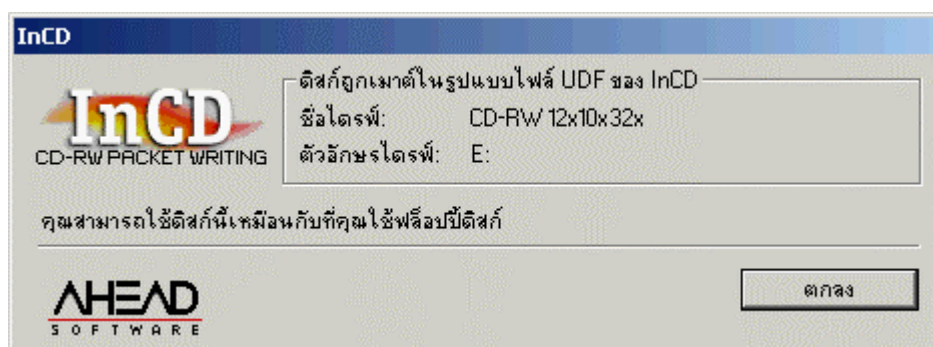 InCD
InCD
CD-RW PACKET WRITING
ดิสก์ถูกเมาต์ในรูปแบบไฟล์ UDF ของ InCD
ชื่อไดรฟ์: CD-RW 12x10x32x
ตัวอักษรไดรฟ์: E:
คุณสามารถใช้ดิสก์นี้เหมือนกับที่คุณใช้ฟล็อปปี้ดิสก์
AHEAD
SOFTWARE
ตกลง